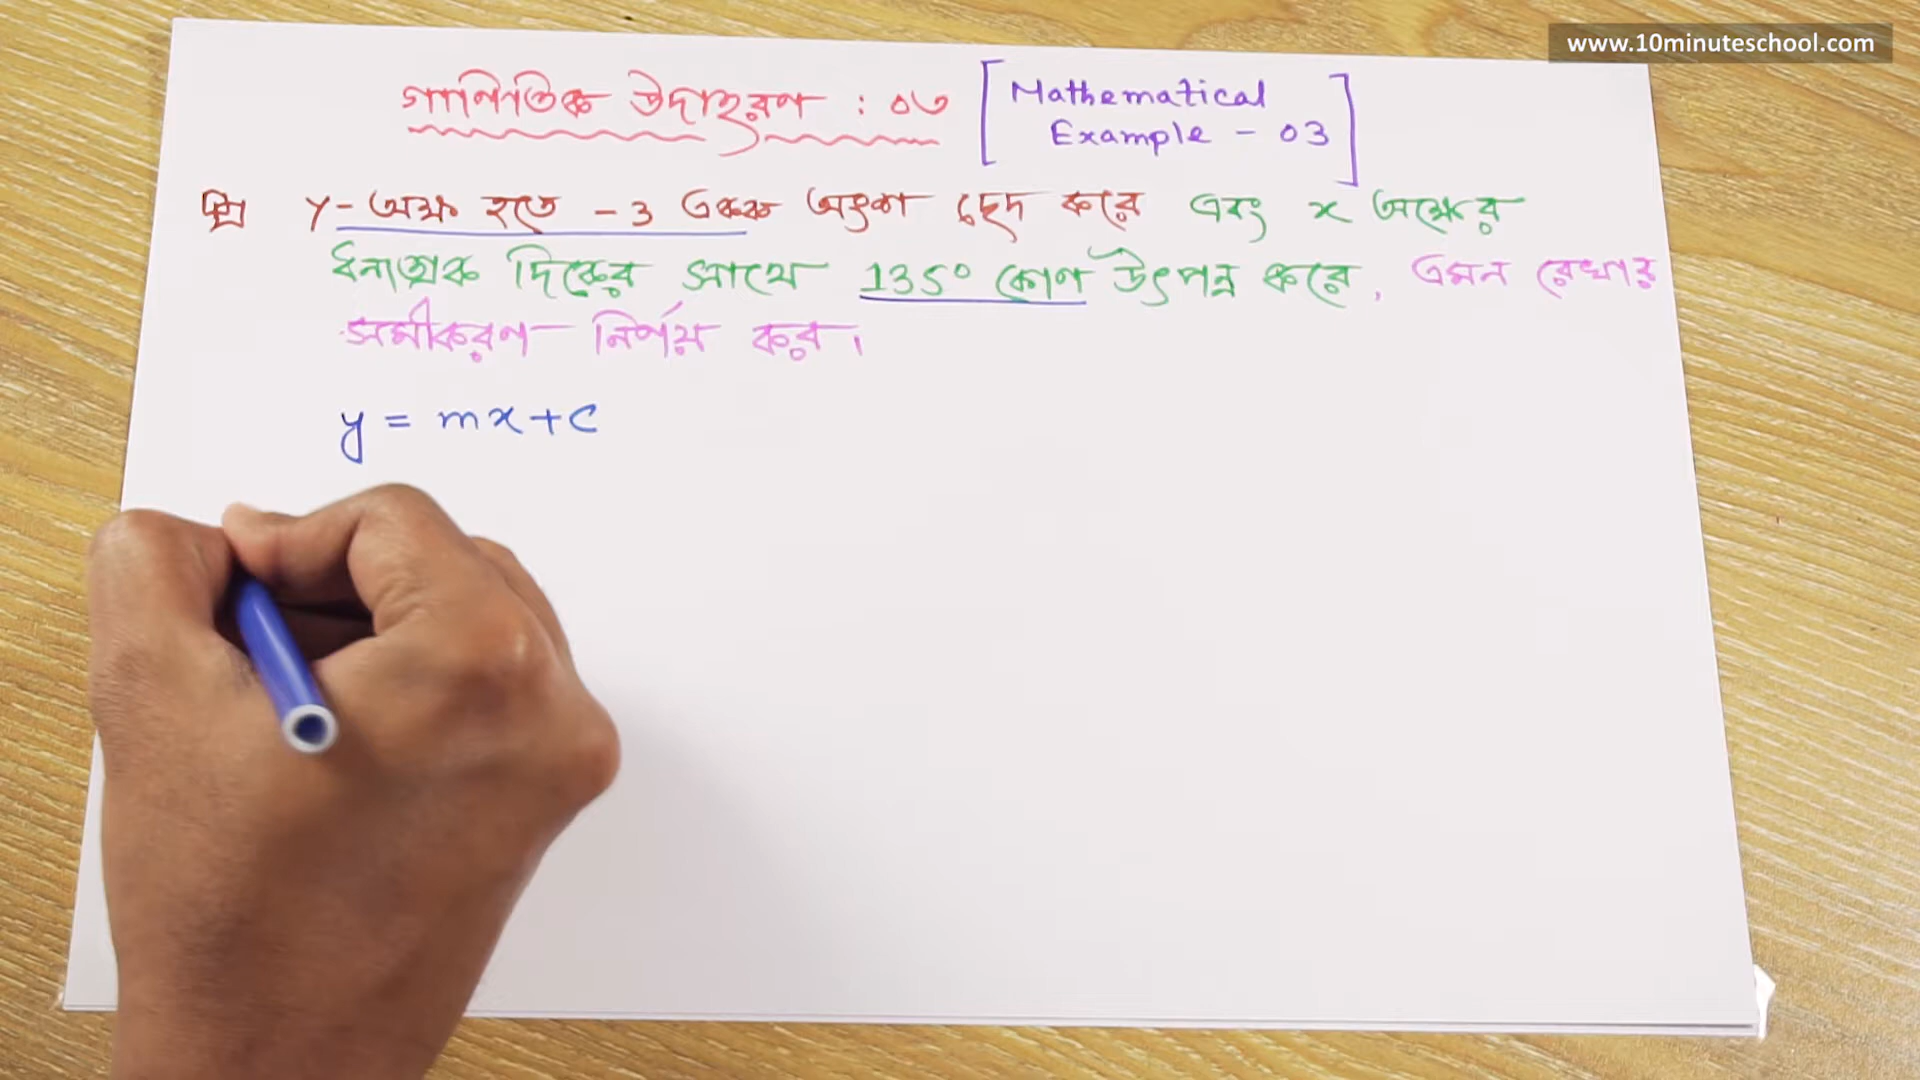 www.10minuteschool.com
গাণিতিক উদাহরণ : ০৩ [Mathematical
Example - 03]
y-অক্ষ হতে -3 একক অংশ ছেদ করে এবং x অক্ষের
ধনাত্মক দিকের সাথে 135° কোণ উৎপন্ন করে, এমন রেখার
সমীকরণ নির্ণয় কর।
y = mx+c